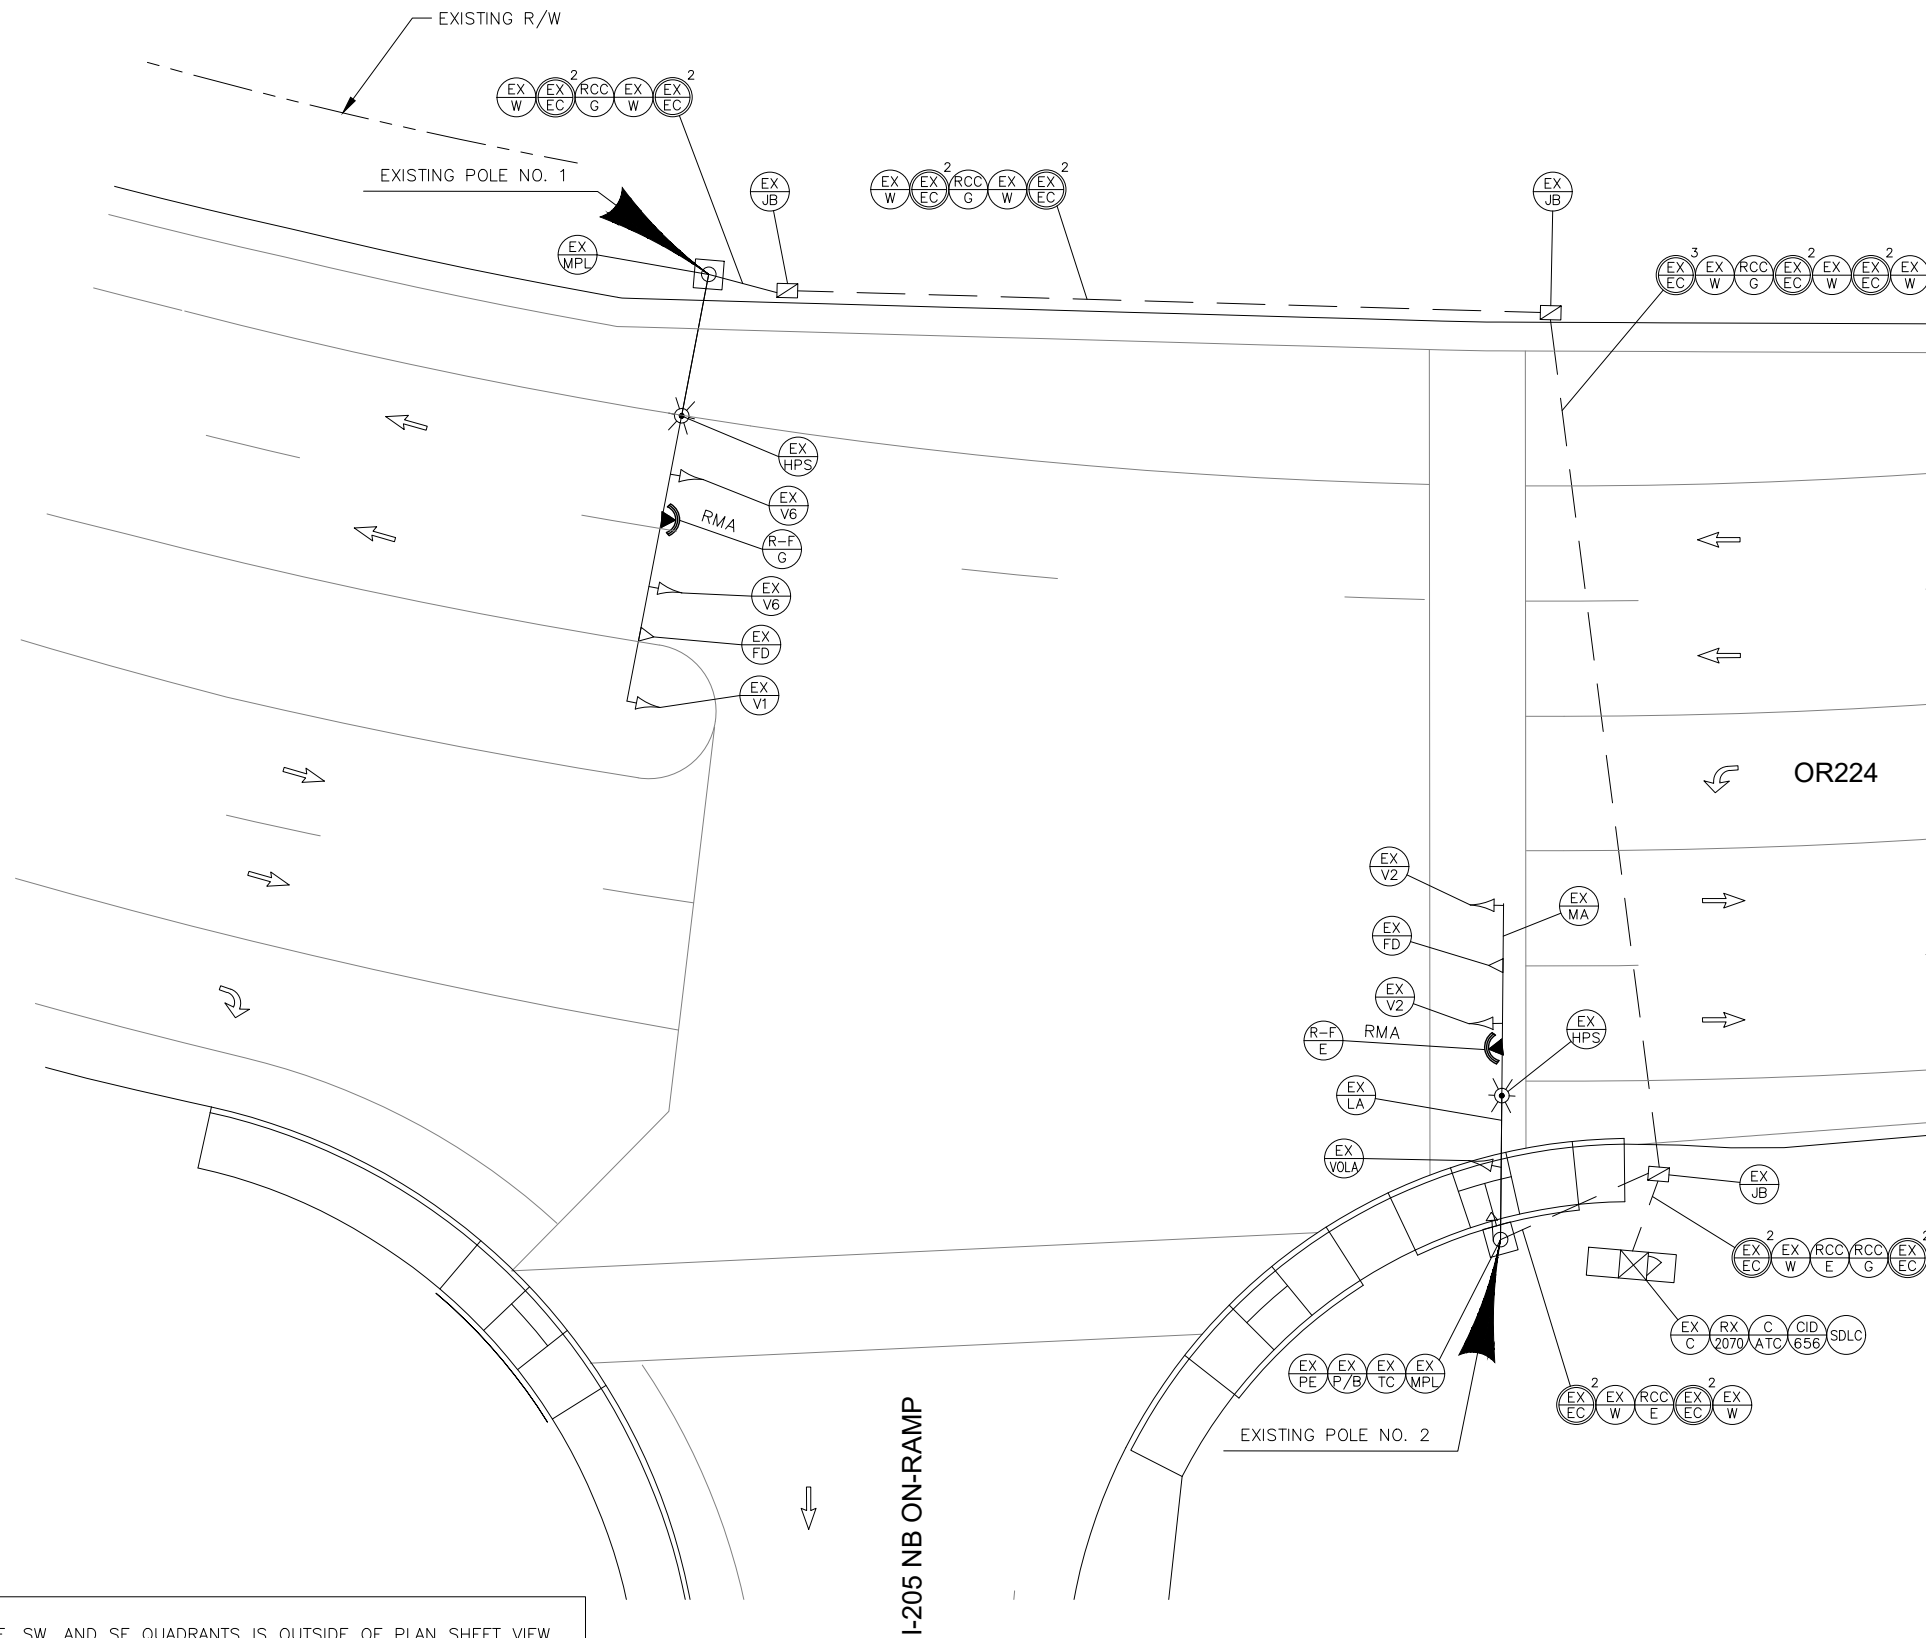 EXISTING R/W
EX W EX EC 2 RCC G EX W EX EC 2
EXISTING POLE NO. 1
EX JB
EX W EX EC 2 RCC G EX W EX EC 2
EX JB
EX MPL
EX EC 3 EX W RCC G EX EC 2 EX W EX EC 2 EX W
EX HPS
EX V6
RMA
R-F G
EX V6
EX FD
EX V1
OR224
EX V2
EX MA
EX FD
EX V2
EX HPS
R-F E
RMA
EX LA
EX VOLA
EX JB
EX EC 2 EX W RCC E RCC G EX EC 2
EX C RX 2070 C ATC CID 656 SDLC
EX PE EX P/B EX TC EX MPL
EX EC 2 EX W RCC E EX EC 2 EX W
EXISTING POLE NO. 2
I-205 NB ON-RAMP
SW, AND SE QUADRANTS IS OUTSIDE OF PLAN SHEET VIEW